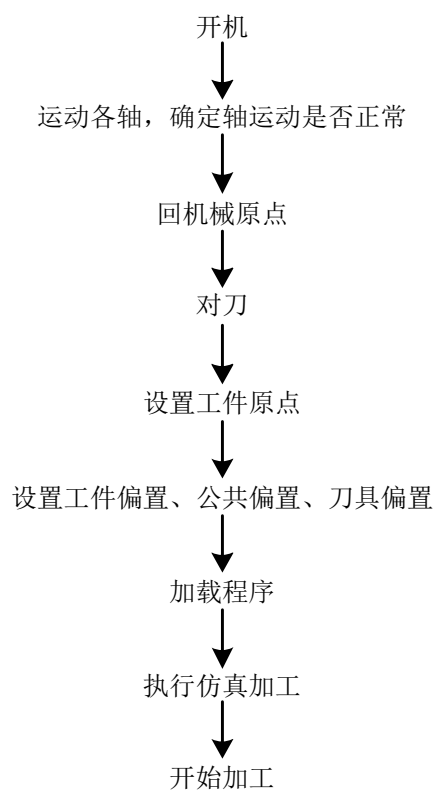 开机
运动各轴，确定轴运动是否正常
回机械原点
对刀
设置工件原点
设置工件偏置、公共偏置、刀具偏置
加载程序
执行仿真加工
开始加工